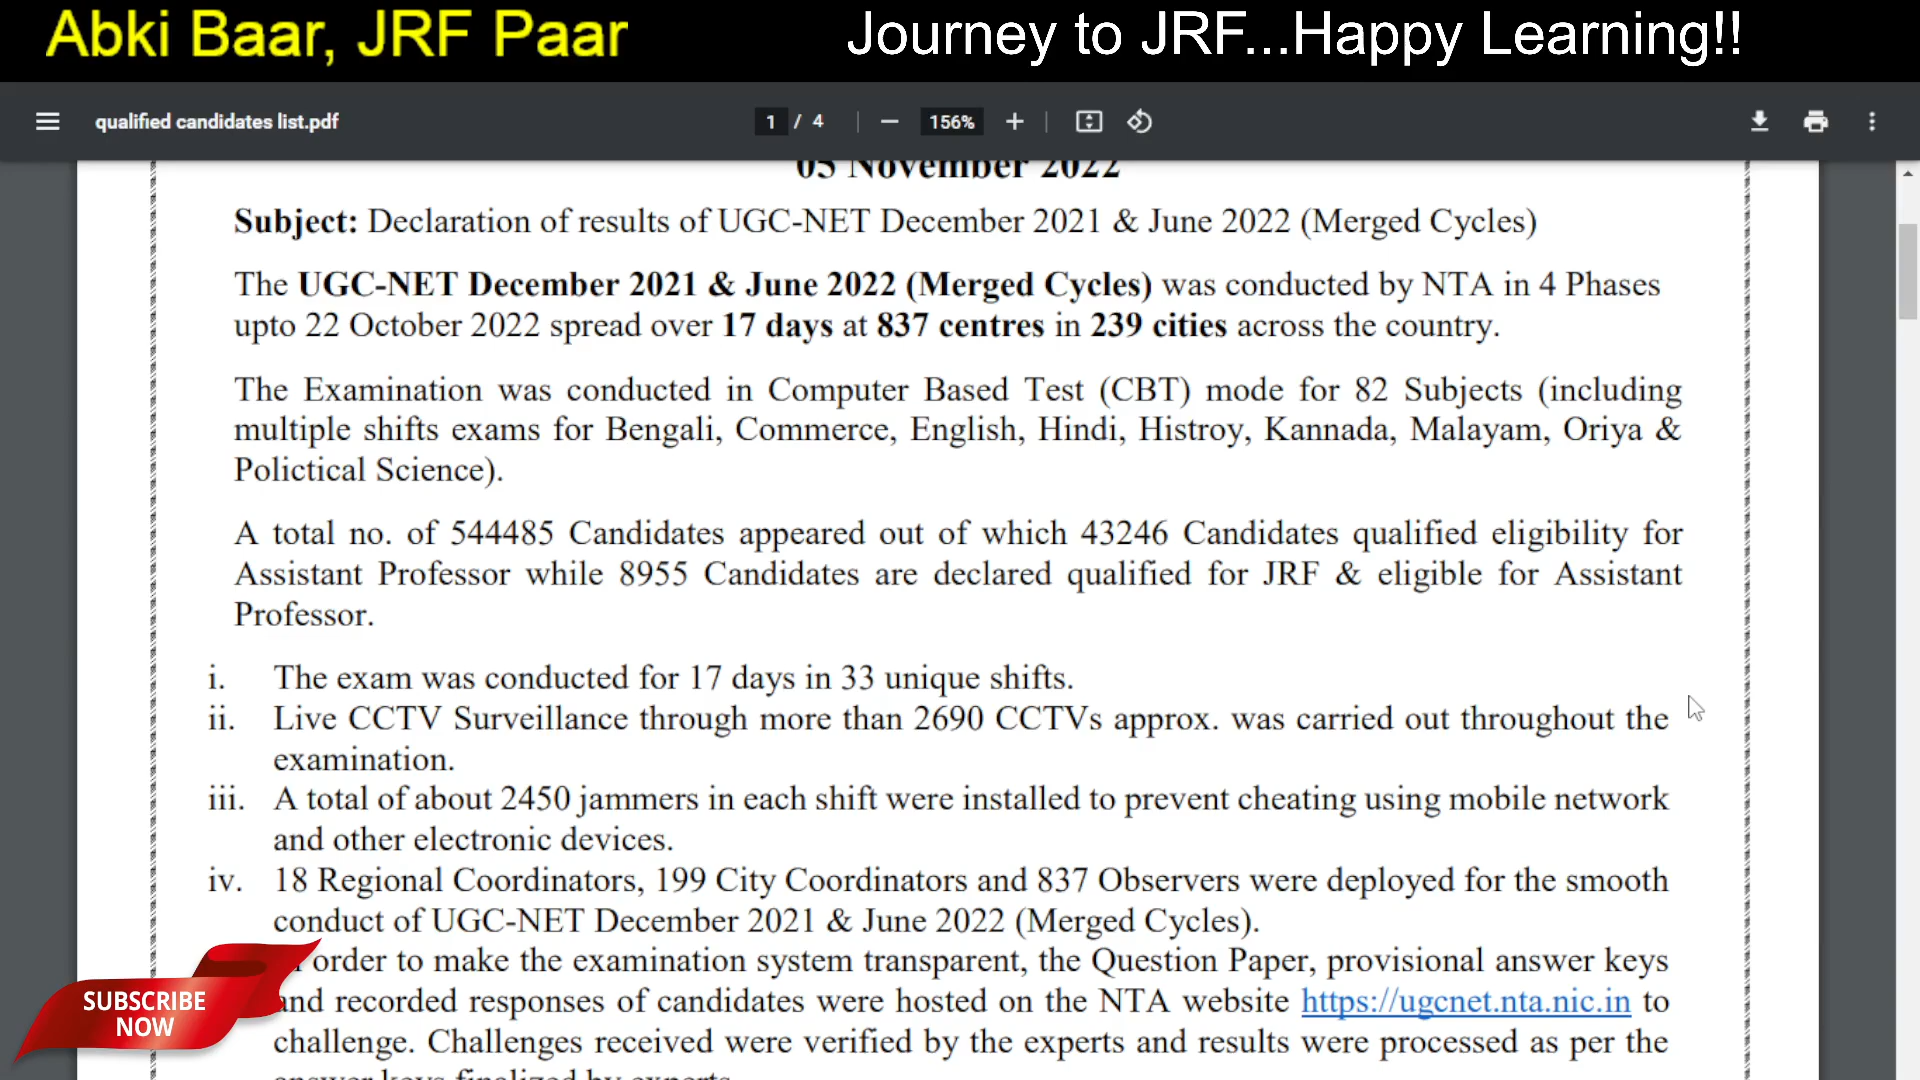 Abki Baar, JRF Paar
Journey to JRF...Happy Learning!!
qualified candidates list.pdf
1 / 4
156%
05 November 2022
Subject: Declaration of results of UGC-NET December 2021 & June 2022 (Merged Cycles)
The UGC-NET December 2021 & June 2022 (Merged Cycles) was conducted by NTA in 4 Phases
upto 22 October 2022 spread over 17 days at 837 centres in 239 cities across the country.
The Examination was conducted in Computer Based Test (CBT) mode for 82 Subjects (including
multiple shifts exams for Bengali, Commerce, English, Hindi, Histroy, Kannada, Malayam, Oriya &
Polictical Science).
A total no. of 544485 Candidates appeared out of which 43246 Candidates qualified eligibility for
Assistant Professor while 8955 Candidates are declared qualified for JRF & eligible for Assistant
Professor.
i. The exam was conducted for 17 days in 33 unique shifts.
ii. Live CCTV Surveillance through more than 2690 CCTVs approx. was carried out throughout the
examination.
iii. A total of about 2450 jammers in each shift were installed to prevent cheating using mobile network
and other electronic devices.
iv. 18 Regional Coordinators, 199 City Coordinators and 837 Observers were deployed for the smooth
conduct of UGC-NET December 2021 & June 2022 (Merged Cycles).
order to make the examination system transparent, the Question Paper, provisional answer keys
and recorded responses of candidates were hosted on the NTA website https://ugcnet.nta.nic.in to
challenge. Challenges received were verified by the experts and results were processed as per the
answer keys finalized by experts.
SUBSCRIBE
NOW